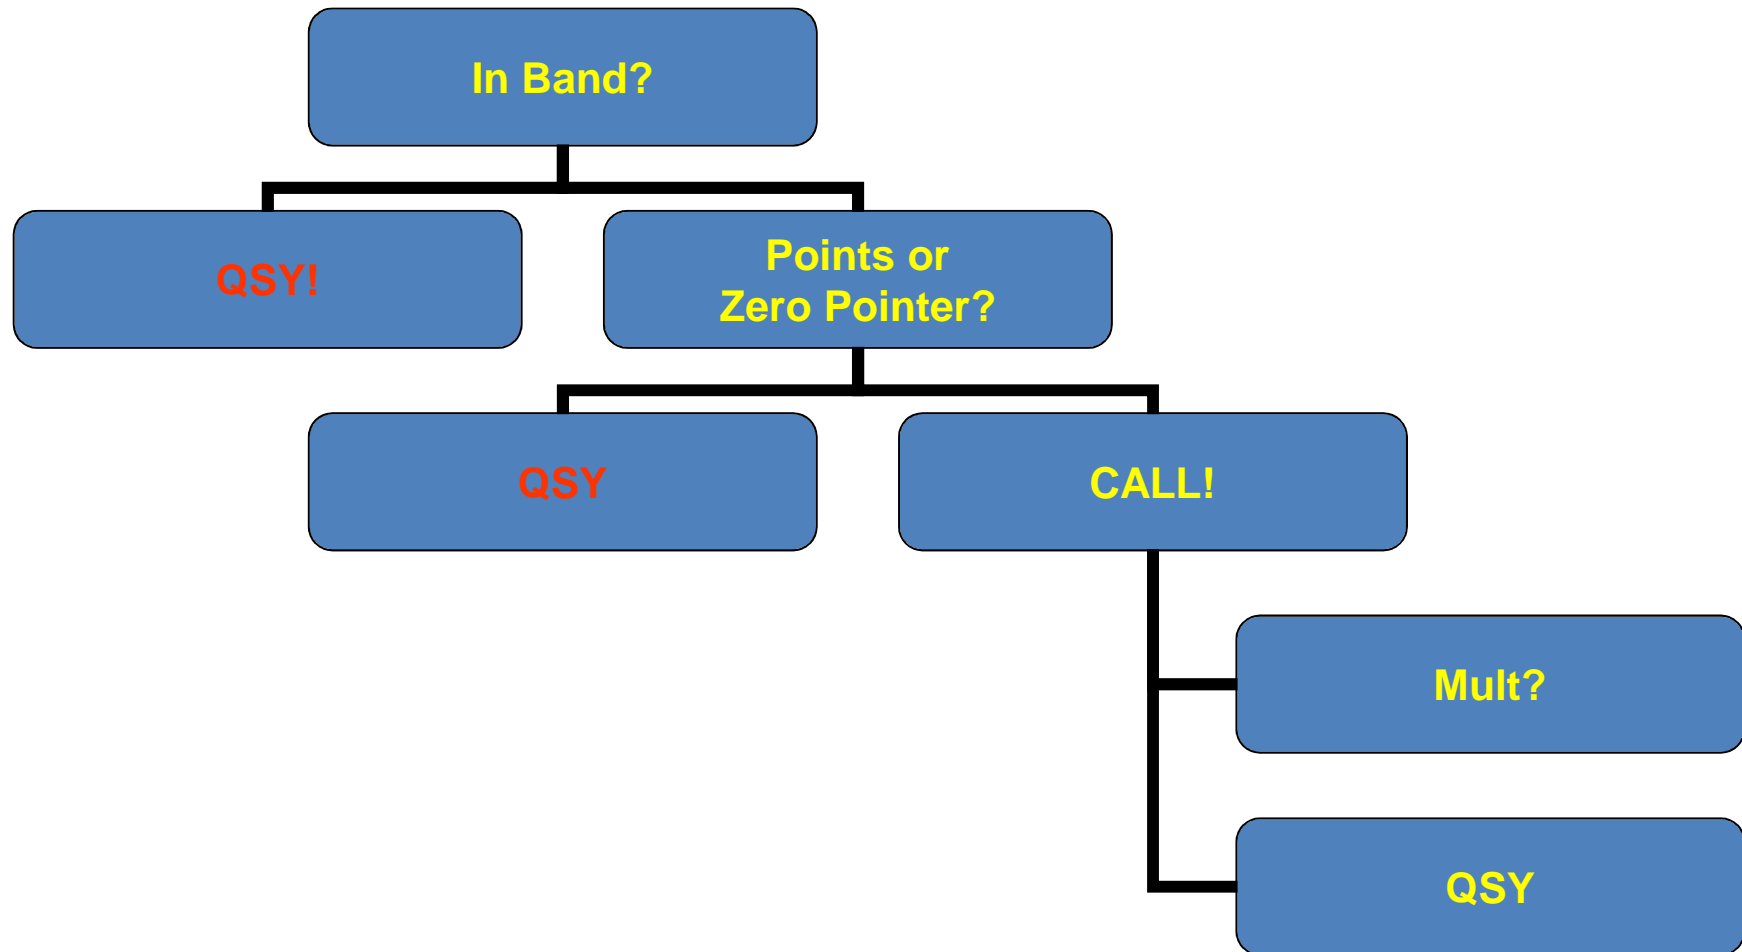 In Band?
QSY!
Points or
Zero Pointer?
QSY
CALL!
Mult?
QSY